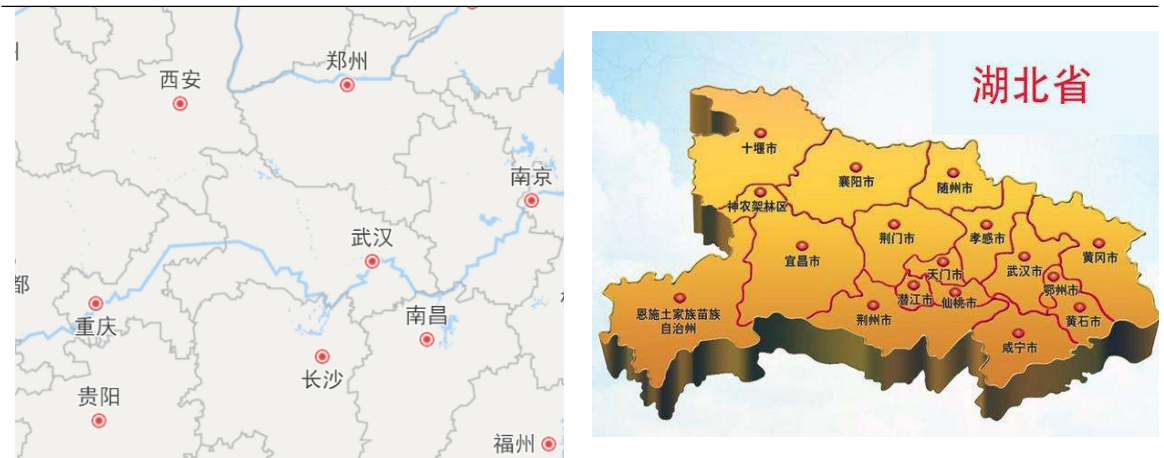 郑州
西安
南京
武汉
都
重庆
南昌
长沙
贵阳
福州
湖北省
十堰市
襄阳市
随州市
神农架林区
荆门市
孝感市
宜昌市
武汉市
黄冈市
天门市
鄂州市
潜江市
仙桃市
恩施土家族苗族
自治州
荆州市
黄石市
咸宁市